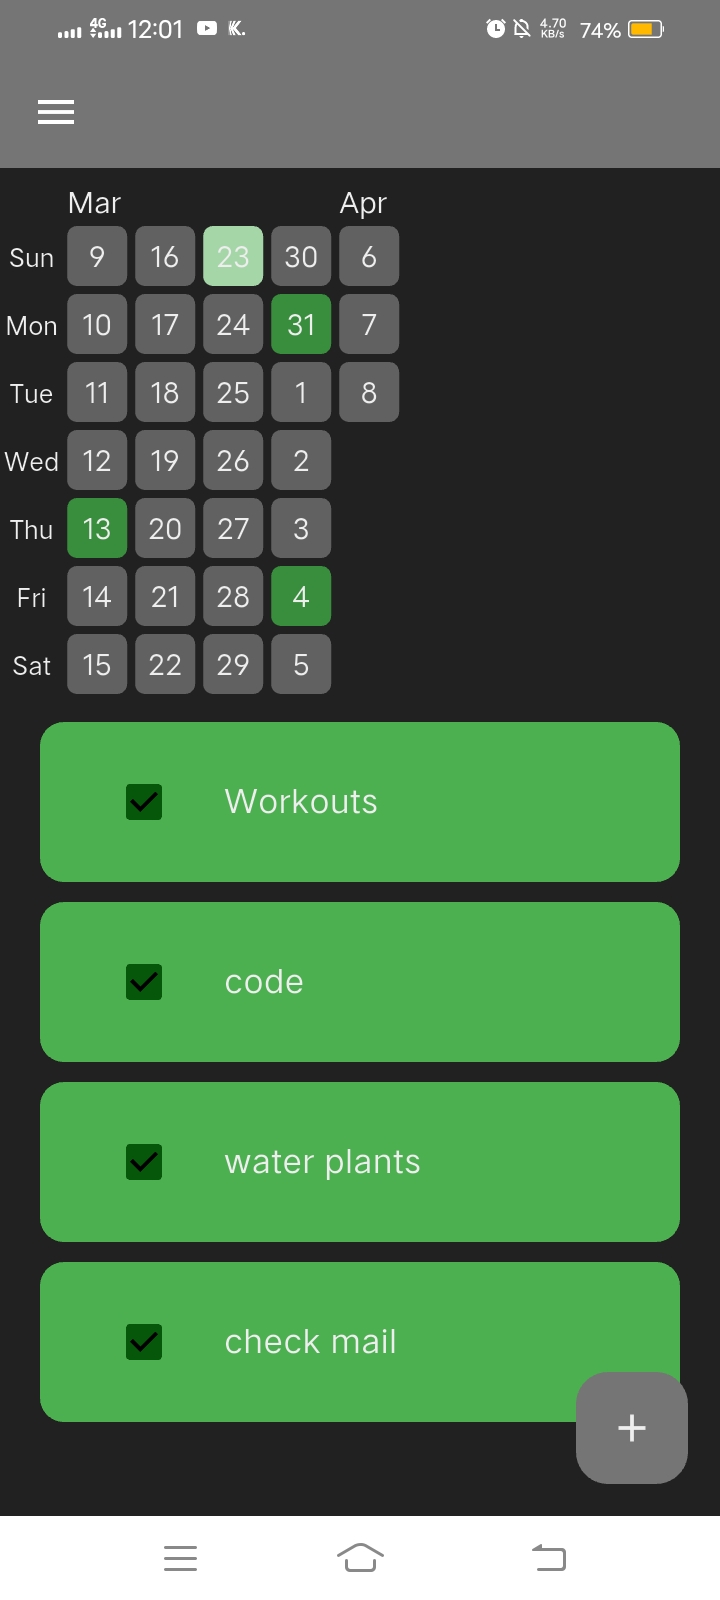 4G 12:01 K. 4.70 KB/s 74%
Mar Apr
Sun 9 16 23 30 6
Mon 10 17 24 31 7
Tue 11 18 25 1 8
Wed 12 19 26 2
Thu 13 20 27 3
Fri 14 21 28 4
Sat 15 22 29 5
Workouts
code
water plants
check mail
+